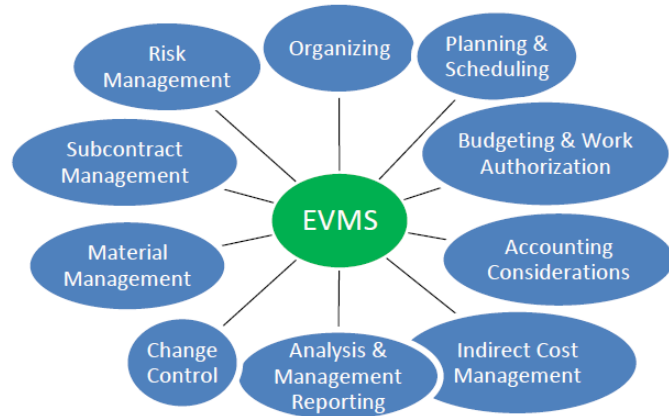 Organizing
Planning &
Scheduling
Budgeting & Work
Authorization
Accounting
Considerations
Indirect Cost
Management
Analysis &
Management
Reporting
Change
Control
Material
Management
Subcontract
Management
Risk
Management
EVMS